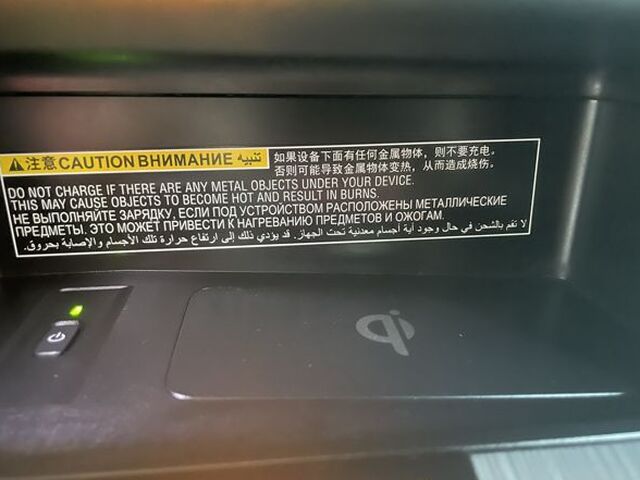 注意 CAUTION ВНИМАНИЕ تنبيه
如果设备下面有任何金属物体，则不要充电。
否则可能导致金属物体变热，从而造成烧伤。
DO NOT CHARGE IF THERE ARE ANY METAL OBJECTS UNDER YOUR DEVICE.
THIS MAY CAUSE OBJECTS TO BECOME HOT AND RESULT IN BURNS.
НЕ ВЫПОЛНЯЙТЕ ЗАРЯДКУ, ЕСЛИ ПОД УСТРОЙСТВОМ РАСПОЛОЖЕНЫ МЕТАЛЛИЧЕСКИЕ
ПРЕДМЕТЫ. ЭТО МОЖЕТ ПРИВЕСТИ К НАГРЕВАНИЮ ПРЕДМЕТОВ И ОЖОГАМ.
لا تقم بالشحن في حال وجود أية أجسام معدنية تحت الجهاز. قد يؤدي ذلك إلى ارتفاع حرارة تلك الأجسام والإصابة بحروق.